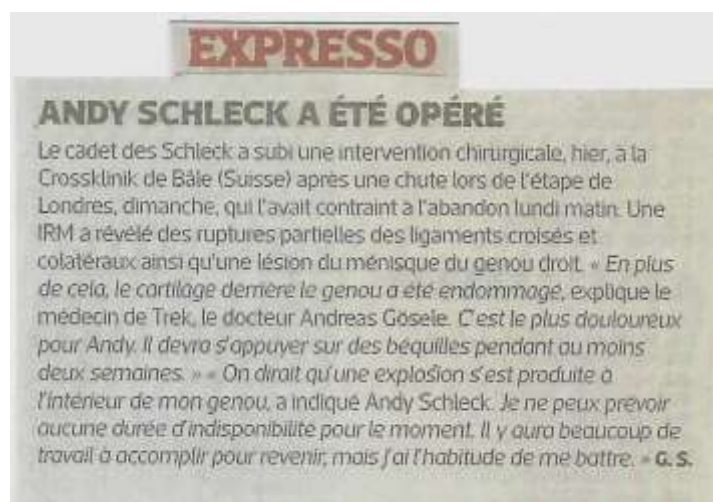 EXPRESSO
ANDY SCHLECK A ÉTÉ OPÉRÉ
Le cadet des Schleck a subi une intervention chirurgicale, hier, à la
Crossklinik de Bâle (Suisse) après une chute lors de l'étape de
Londres, dimanche, qui l'avait contraint à l'abandon lundi matin. Une
IRM a révélé des ruptures partielles des ligaments croisés et
colatéraux ainsi qu'une lésion du ménisque du genou droit. « En plus
de cela, le cartilage derrière le genou a été endommagé, explique le
médecin de Trek, le docteur Andreas Gösele. C'est le plus douloureux
pour Andy. Il devra s'appuyer sur des béquilles pendant au moins
deux semaines. » « On dirait qu'une explosion s'est produite à
l'intérieur de mon genou, a indiqué Andy Schleck. Je ne peux prévoir
aucune durée d'indisponibilité pour le moment. Il y aura beaucoup de
travail à accomplir pour revenir, mais j'ai l'habitude de me battre. » G. S.